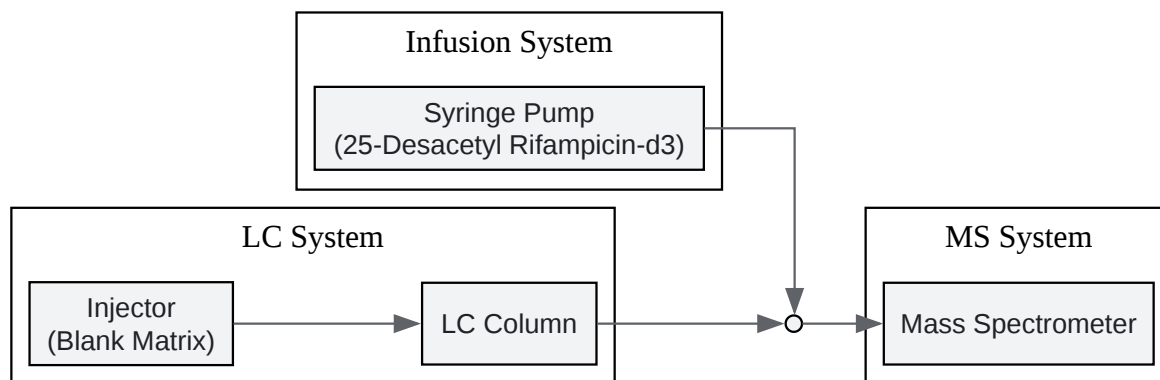 Infusion System
Syringe Pump
(25-Desacetyl Rifampicin-d3)
LC System
Injector
(Blank Matrix)
LC Column
MS System
Mass Spectrometer